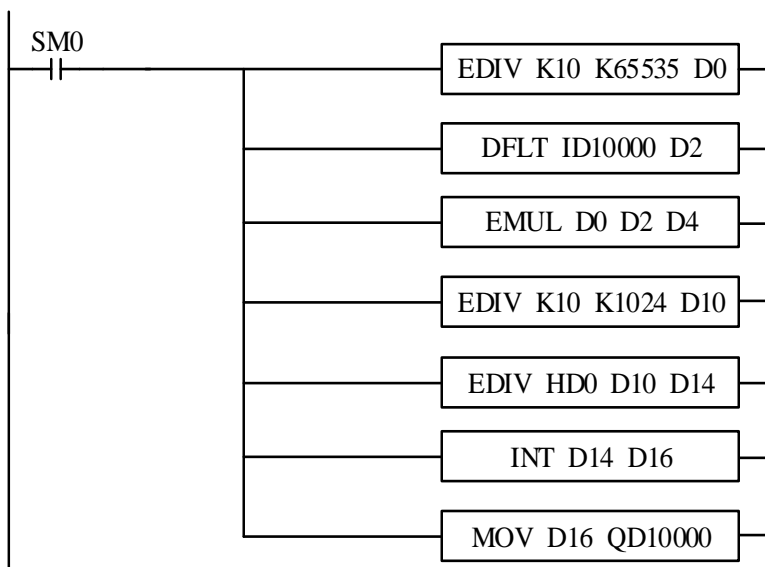 SM0
EDIV K10 K65535 D0
DFLT ID10000 D2
EMUL D0 D2 D4
EDIV K10 K1024 D10
EDIV HD0 D10 D14
INT D14 D16
MOV D16 QD10000